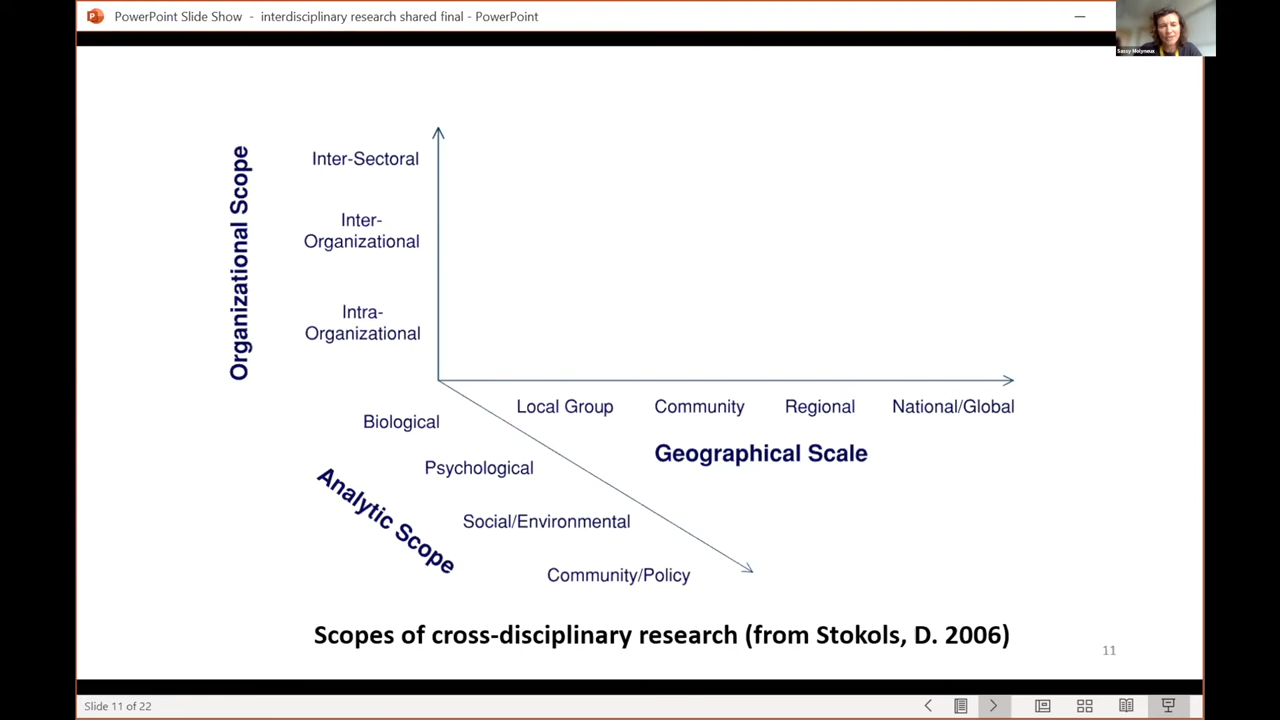 PowerPoint Slide Show - interdisciplinary research shared final - PowerPoint
Sassy Molyneux
Organizational Scope
Inter-Sectoral
Inter-
Organizational
Intra-
Organizational
Local Group
Community
Regional
National/Global
Geographical Scale
Biological
Psychological
Social/Environmental
Community/Policy
Analytic Scope
Scopes of cross-disciplinary research (from Stokols, D. 2006)
11
Slide 11 of 22